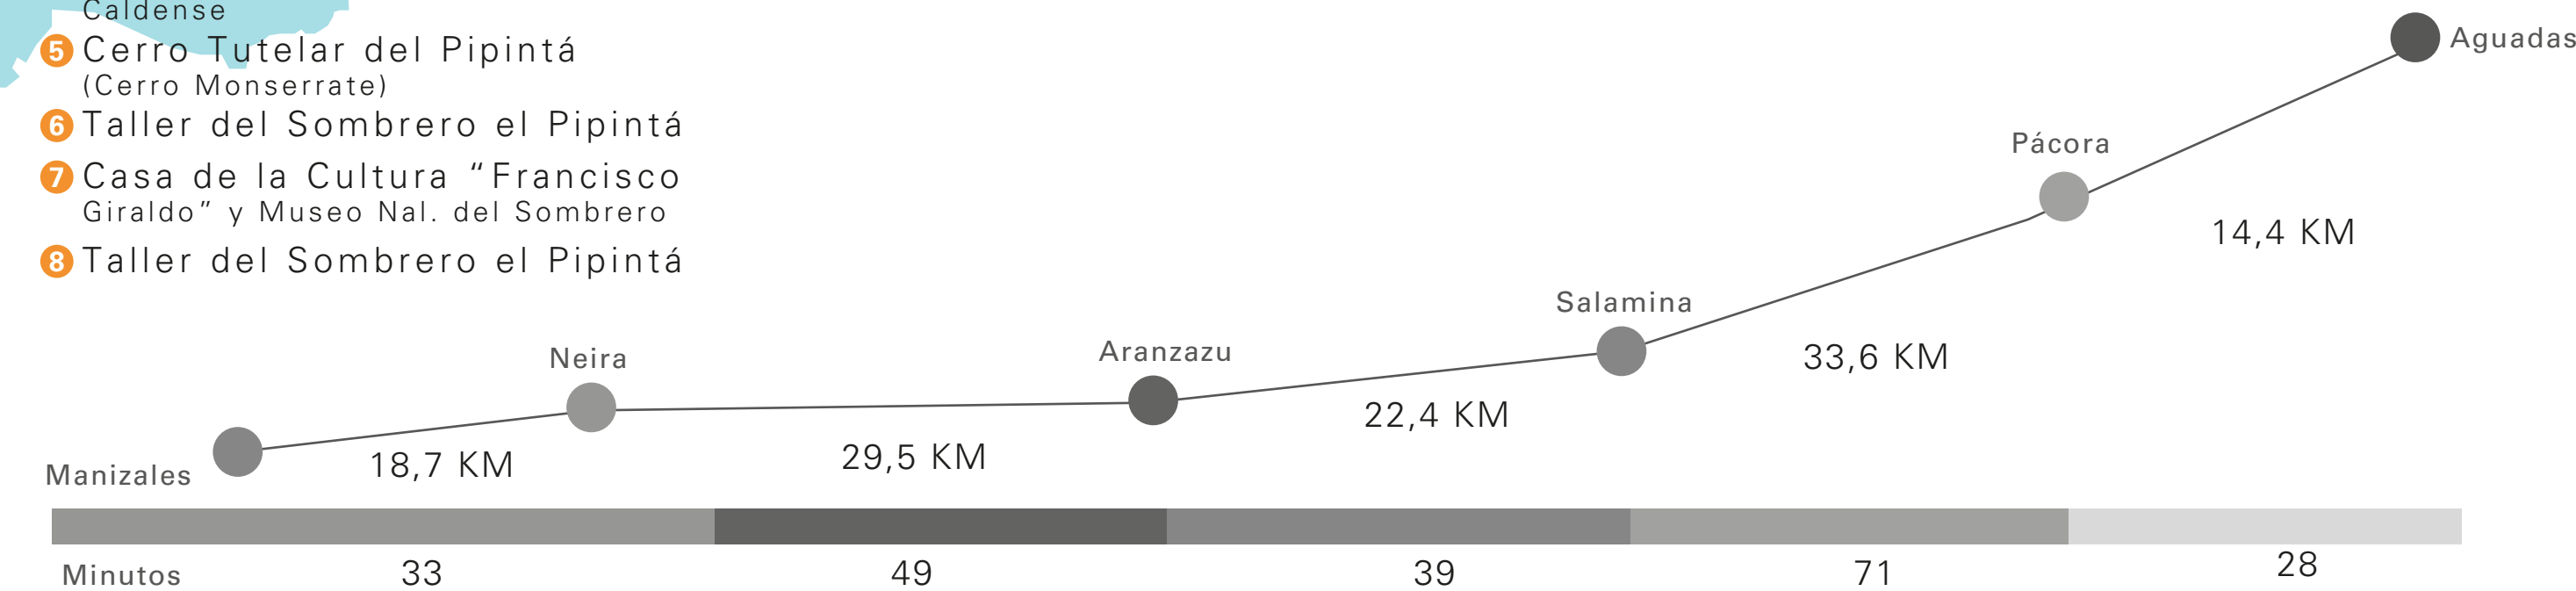 Caldense
5 Cerro Tutelar del Pipintá
(Cerro Monserrate)
6 Taller del Sombrero el Pipintá
7 Casa de la Cultura “Francisco
Giraldo” y Museo Nal. del Sombrero
8 Taller del Sombrero el Pipintá
Aguadas
Pácora
14,4 KM
Salamina
33,6 KM
Neira
Aranzazu
22,4 KM
Manizales
18,7 KM
29,5 KM
Minutos 33 49 39 71 28